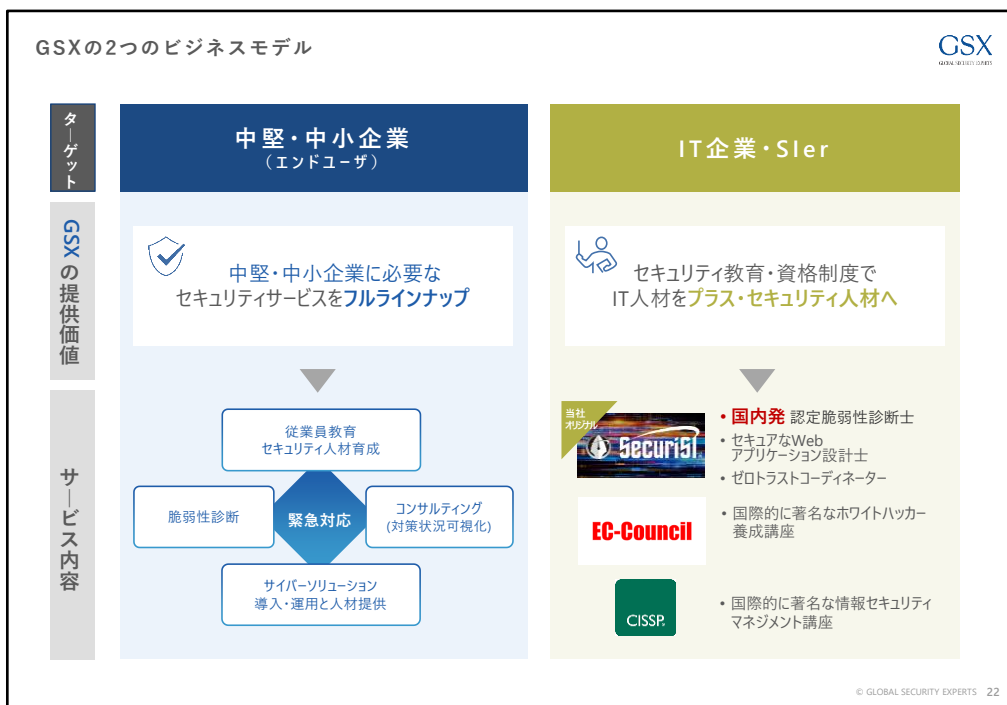 GSXの2つのビジネスモデル
GSX
GLOBAL SECURITY EXPERTS
ターゲット
中堅・中小企業
（エンドユーザ）
IT企業・SIer
GSXの提供価値
中堅・中小企業に必要な
セキュリティサービスをフルラインナップ
セキュリティ教育・資格制度で
IT人材をプラス・セキュリティ人材へ
サービス内容
従業員教育
セキュリティ人材育成
脆弱性診断
緊急対応
コンサルティング
(対策状況可視化)
サイバーソリューション
導入・運用と人材提供
当社
オリジナル
SecuriST
• 国内発 認定脆弱性診断士
• セキュアなWeb
アプリケーション設計士
• ゼロトラストコーディネーター
EC-Council
• 国際的に著名なホワイトハッカー
養成講座
CISSP®
• 国際的に著名な情報セキュリティ
マネジメント講座
© GLOBAL SECURITY EXPERTS 22